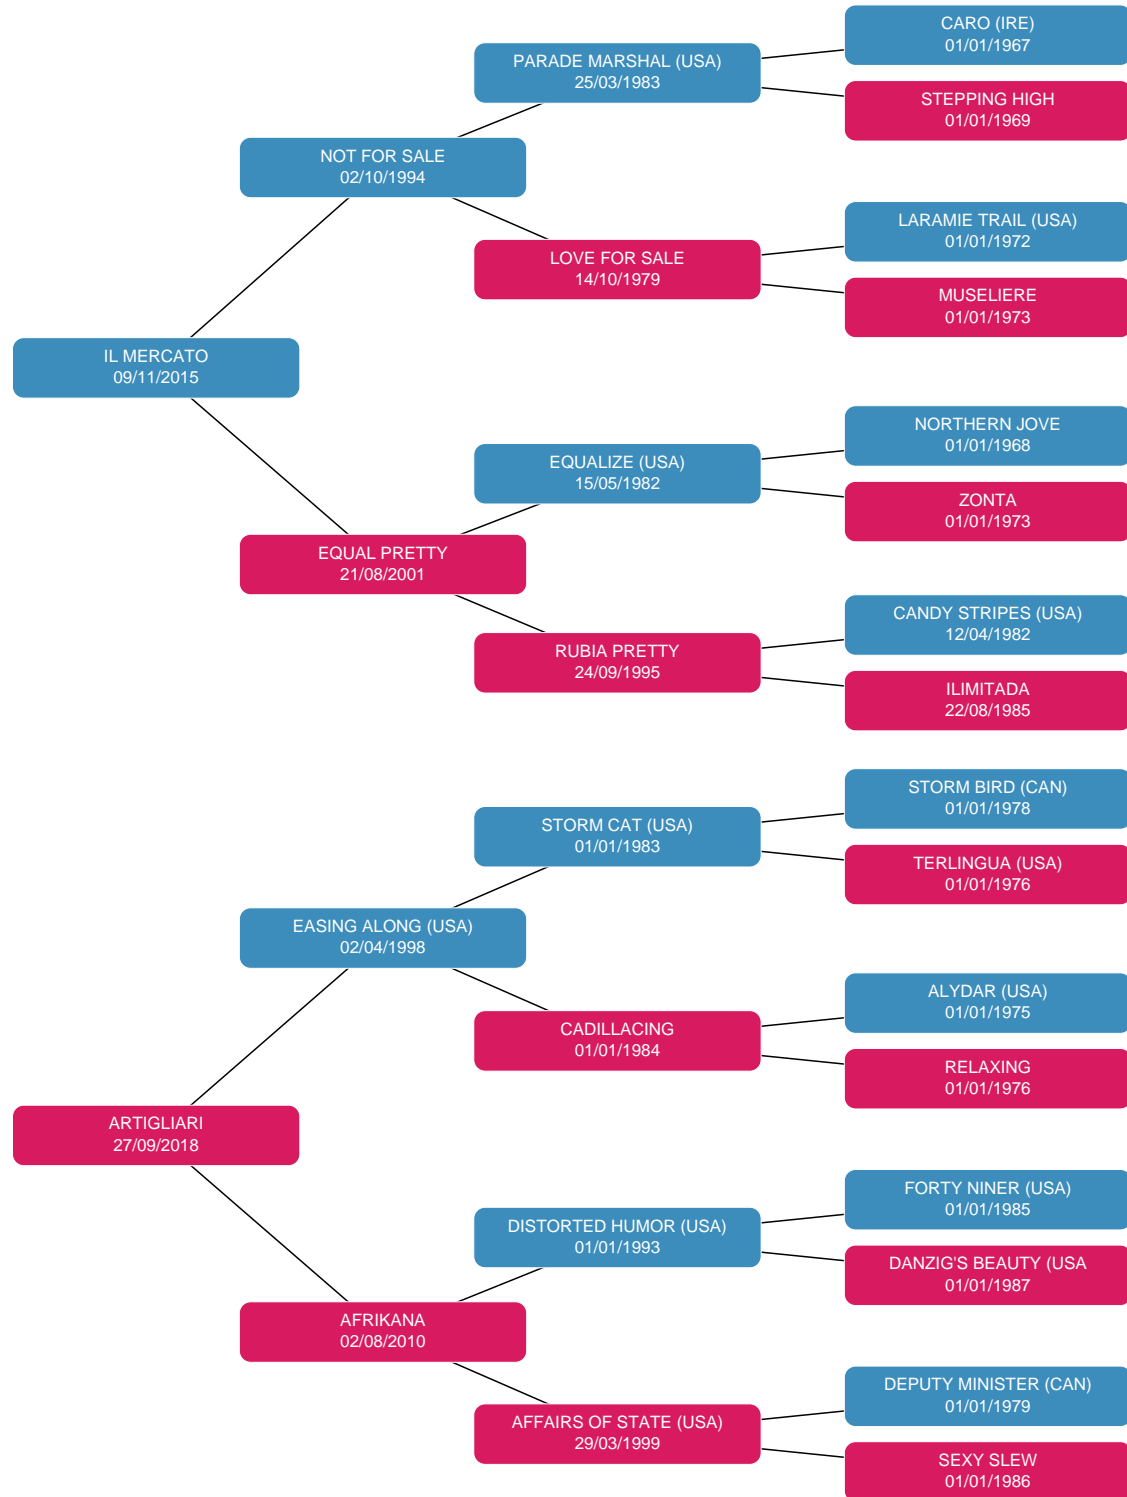 CARO (IRE)
01/01/1967
PARADE MARSHAL (USA)
25/03/1983
STEPPING HIGH
01/01/1969
NOT FOR SALE
02/10/1994
LARAMIE TRAIL (USA)
01/01/1972
LOVE FOR SALE
14/10/1979
MUSELIERE
01/01/1973
IL MERCATO
09/11/2015
NORTHERN JOVE
01/01/1968
EQUALIZE (USA)
15/05/1982
ZONTA
01/01/1973
EQUAL PRETTY
21/08/2001
CANDY STRIPES (USA)
12/04/1982
RUBIA PRETTY
24/09/1995
ILIMITADA
22/08/1985
STORM BIRD (CAN)
01/01/1978
STORM CAT (USA)
01/01/1983
TERLINGUA (USA)
01/01/1976
EASING ALONG (USA)
02/04/1998
ALYDAR (USA)
01/01/1975
CADILLACING
01/01/1984
RELAXING
01/01/1976
ARTIGLIARI
27/09/2018
FORTY NINER (USA)
01/01/1985
DISTORTED HUMOR (USA)
01/01/1993
DANZIG'S BEAUTY (USA
01/01/1987
AFRIKANA
02/08/2010
DEPUTY MINISTER (CAN)
01/01/1979
AFFAIRS OF STATE (USA)
29/03/1999
SEXY SLEW
01/01/1986